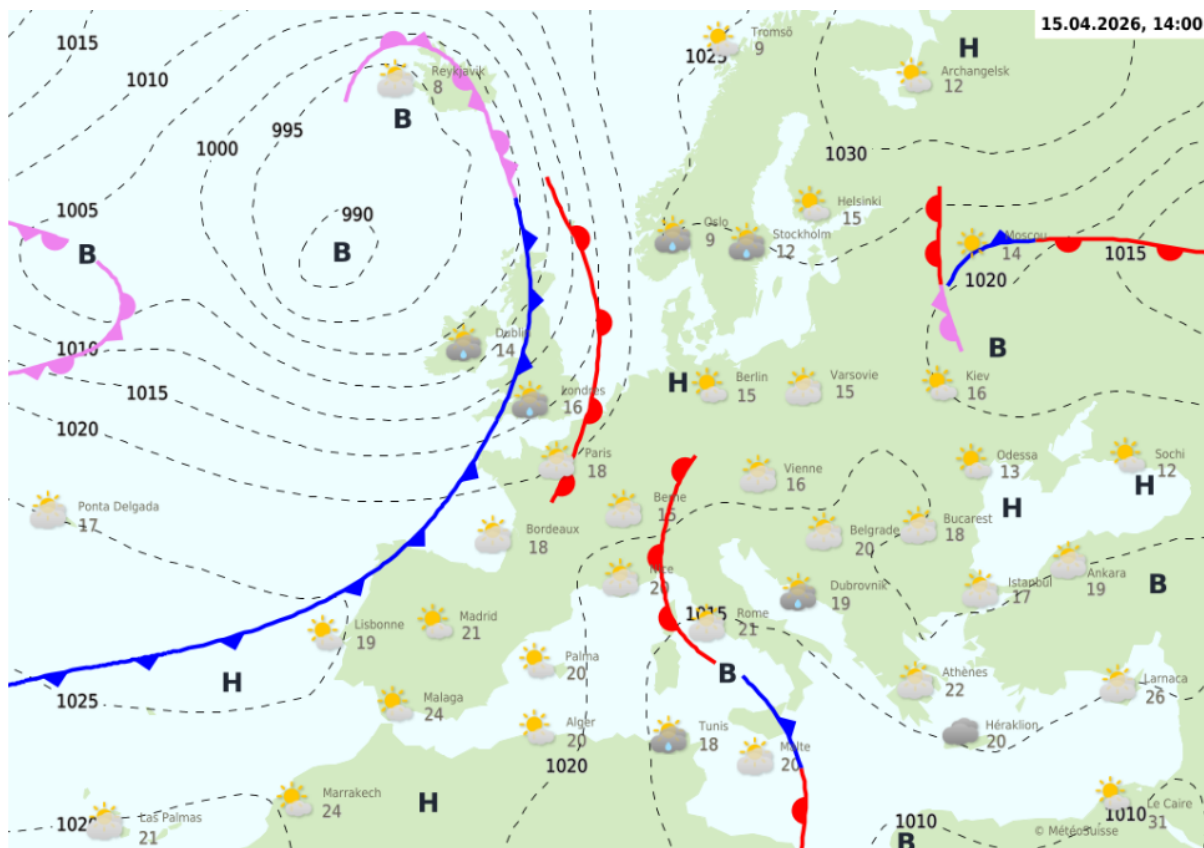 15.04.2026, 14:00
1015
Tromsö
9
H
1025
Reykjavik
8
Archangelsk
12
1010
B
995
1000
1030
1005
990
Helsinki
15
Oslo
9
Stockholm
12
Moscou
14
B
B
1015
1020
Dublin
14
1010
B
1015
H
Berlin
15
Varsovie
15
Kiev
16
Londres
16
1020
Paris
18
Vienne
16
Odessa
13
Sochi
12
H
Ponta Delgada
17
Berne
15
H
Bordeaux
18
Belgrade
20
Bucarest
18
Nice
20
Dubrovnik
19
Istanbul
17
Ankara
19
B
Lisbonne
19
Madrid
21
1015
Rome
21
Palma
20
B
H
1025
Athènes
22
Larnaca
26
Malaga
24
Alger
20
Tunis
18
Héraklion
20
Malte
20
1020
Marrakech
24
H
Le Caire
31
102
Las Palmas
21
1010
1010
B
© MétéoSuisse